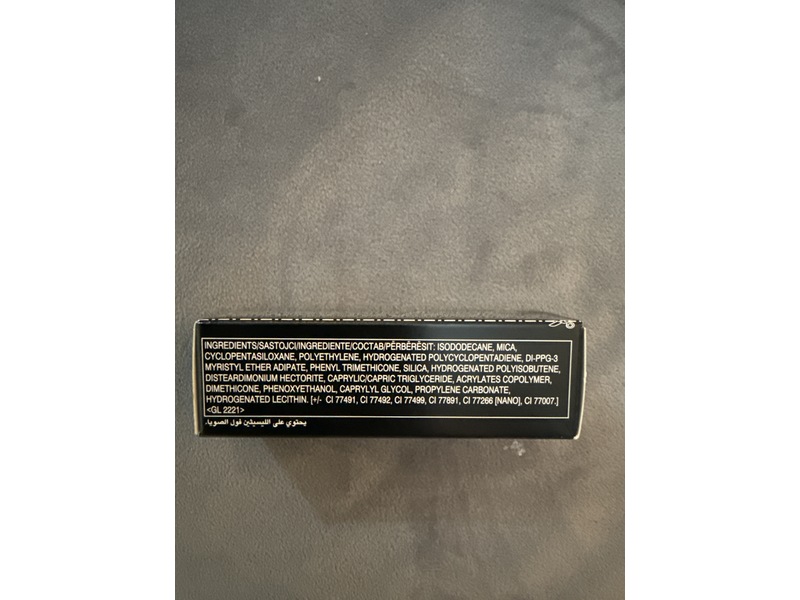 INGREDIENTS/SASTOJCI/INGREDIENTE/СОСТАВ/PËRBËRËSIT: ISODODECANE, MICA,
CYCLOPENTASILOXANE, POLYETHYLENE, HYDROGENATED POLYCYCLOPENTADIENE, DI-PPG-3
MYRISTYL ETHER ADIPATE, PHENYL TRIMETHICONE, SILICA, HYDROGENATED POLYISOBUTENE,
DISTEARDIMONIUM HECTORITE, CAPRYLIC/CAPRIC TRIGLYCERIDE, ACRYLATES COPOLYMER,
DIMETHICONE, PHENOXYETHANOL, CAPRYLYL GLYCOL, PROPYLENE CARBONATE,
HYDROGENATED LECITHIN. [+/- CI 77491, CI 77492, CI 77499, CI 77891, CI 77266 [NANO], CI 77007.]
<GL 2221>
يحتوي على الليسيثين فول الصويا.